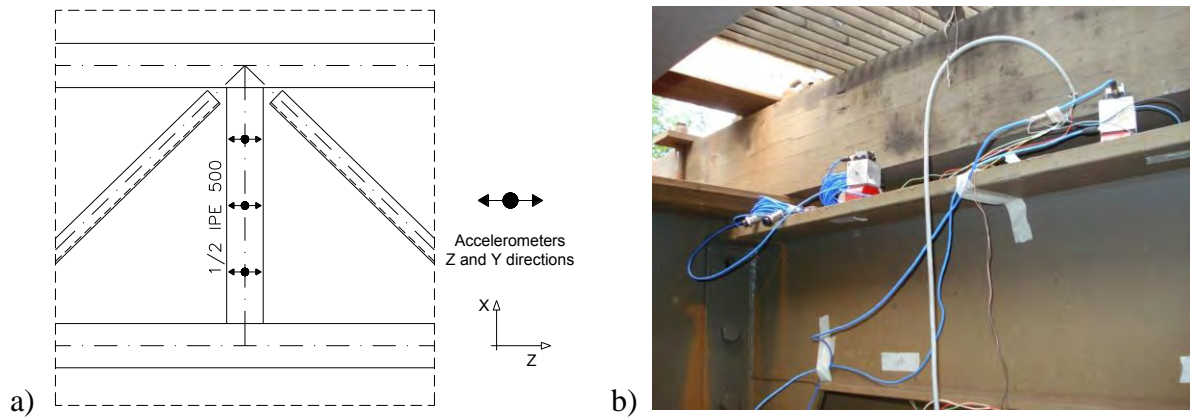 1/2 IPE 500
Accelerometers
Z and Y directions
X
Z
a)
b)